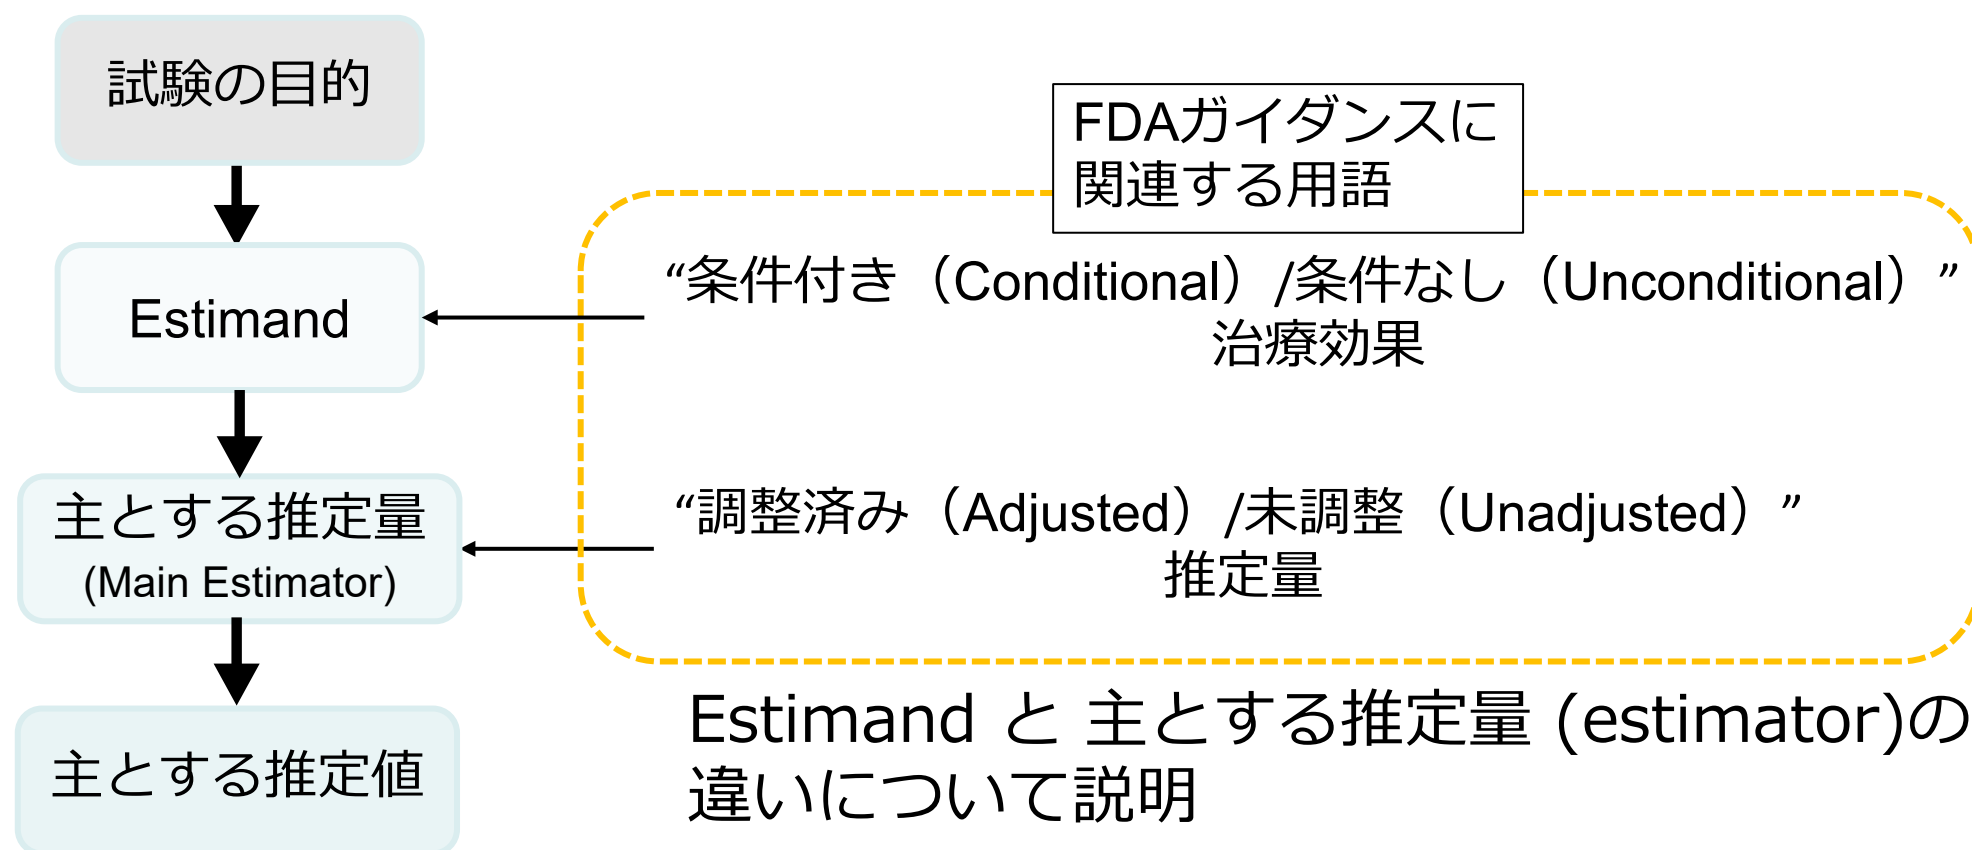 試験の目的
Estimand
主とする推定量
(Main Estimator)
主とする推定値
FDAガイダンスに
関連する用語
“条件付き（Conditional）/条件なし（Unconditional）”
治療効果
“調整済み（Adjusted）/未調整（Unadjusted）”
推定量
Estimand と 主とする推定量 (estimator)の
違いについて説明